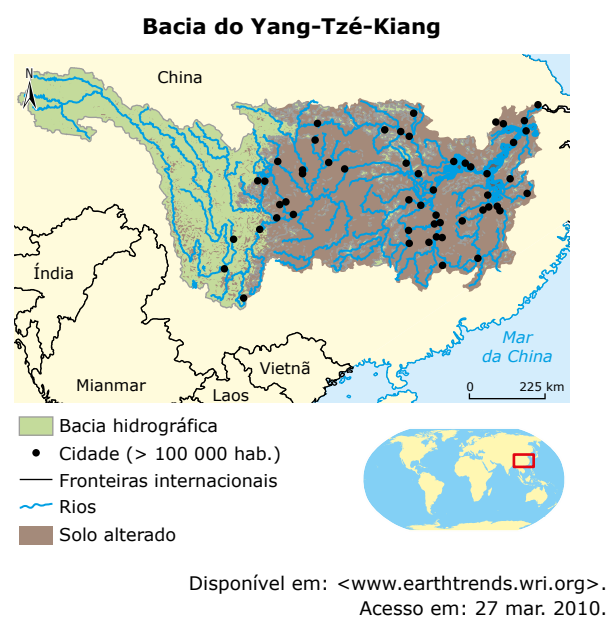 Bacia do Yang-Tzé-Kiang
N
China
Índia
Mar
da China
Vietnã
Mianmar
Laos
0 225 km
Bacia hidrográfica
Cidade (> 100 000 hab.)
Fronteiras internacionais
Rios
Solo alterado
Disponível em: <www.earthtrends.wri.org>.
Acesso em: 27 mar. 2010.